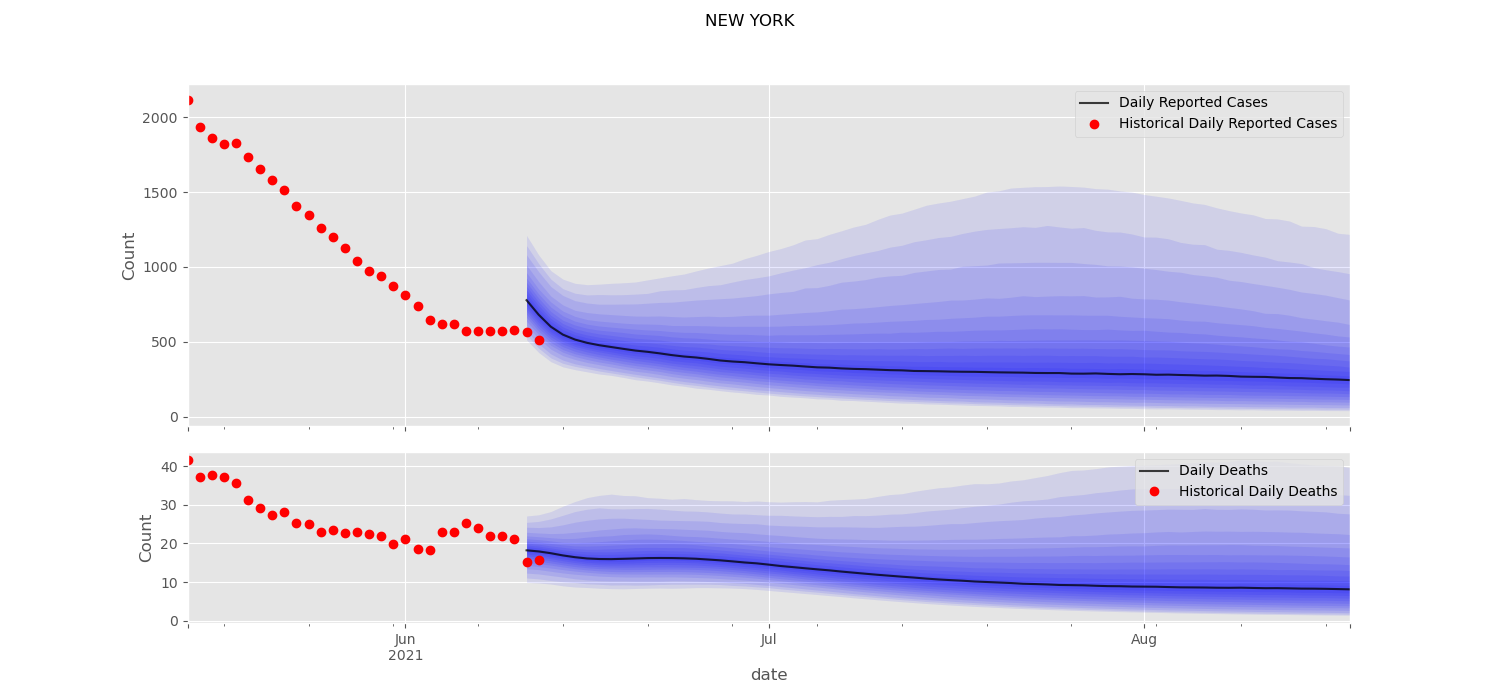 NEW YORK
Daily Reported Cases
Historical Daily Reported Cases
2000
1500
1000
500
0
Count
Daily Deaths
Historical Daily Deaths
40
30
20
10
0
Count
Jun
2021
Jul
Aug
date